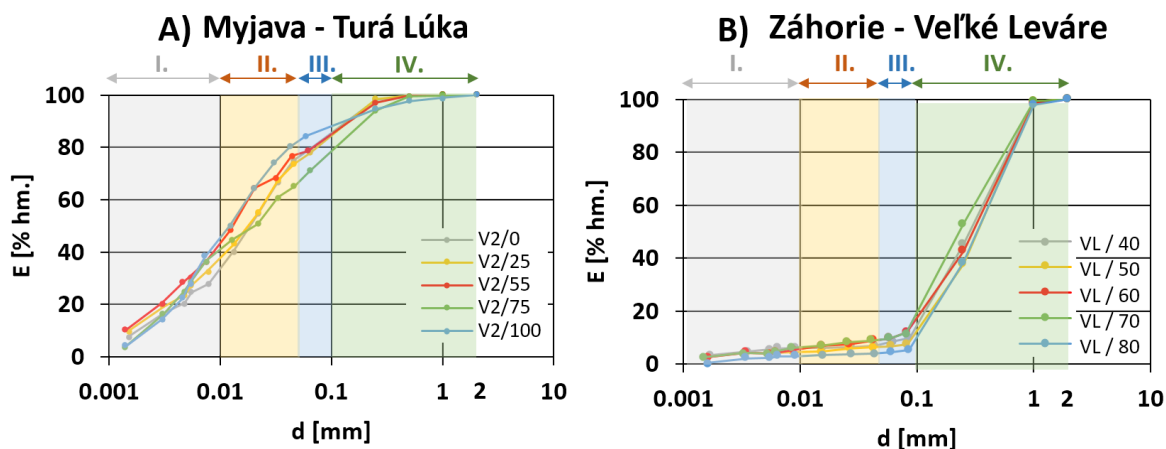 A) Myjava - Turá Lúka
I. II. III. IV.
E [% hm.]
100
80
60
40
20
0
V2/0
V2/25
V2/55
V2/75
V2/100
0.001 0.01 0.1 1 2 10
d [mm]
B) Záhorie - Veľké Leváre
I. II. III. IV.
E [% hm.]
100
80
60
40
20
0
VL / 40
VL / 50
VL / 60
VL / 70
VL / 80
0.001 0.01 0.1 1 2 10
d [mm]